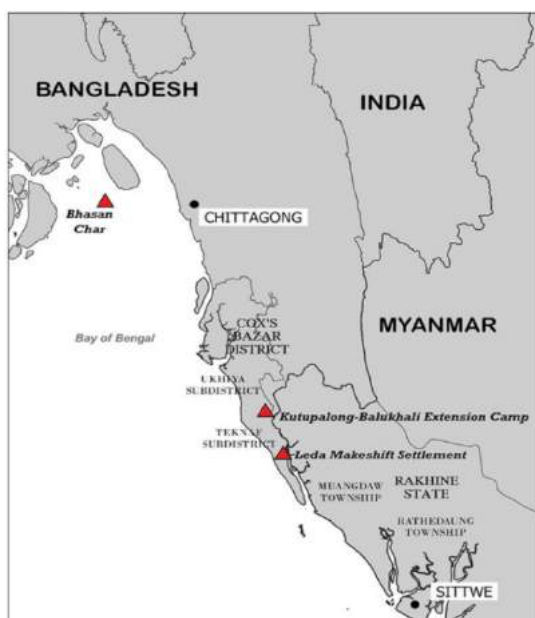 BANGLADESH
INDIA
Bhasan
Char
CHITTAGONG
COX'S
BAZAR
DISTRICT
MYANMAR
Bay of Bengal
UKHIYA
SUBDISTRICT
Kutupalong-Balukhali Extension Camp
TEKNAF
SUBDISTRICT
Leda Makeshift Settlement
MUANGDAW
TOWNSHIP
RAKHINE
STATE
RATHEDAUNG
TOWNSHIP
SITTWE